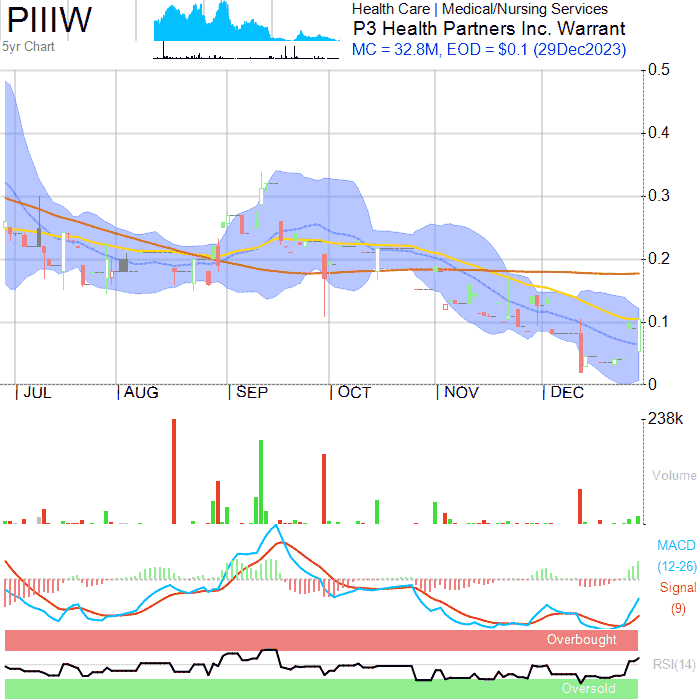 PIIIW
5yr Chart
Health Care | Medical/Nursing Services
P3 Health Partners Inc. Warrant
MC = 32.8M, EOD = $0.1 (29Dec2023)
0.5
0.4
0.3
0.2
0.1
0
| JUL | AUG | SEP | OCT | NOV | DEC
238k
Volume
MACD
(12-26)
Signal
(9)
Overbought
RSI(14)
Oversold